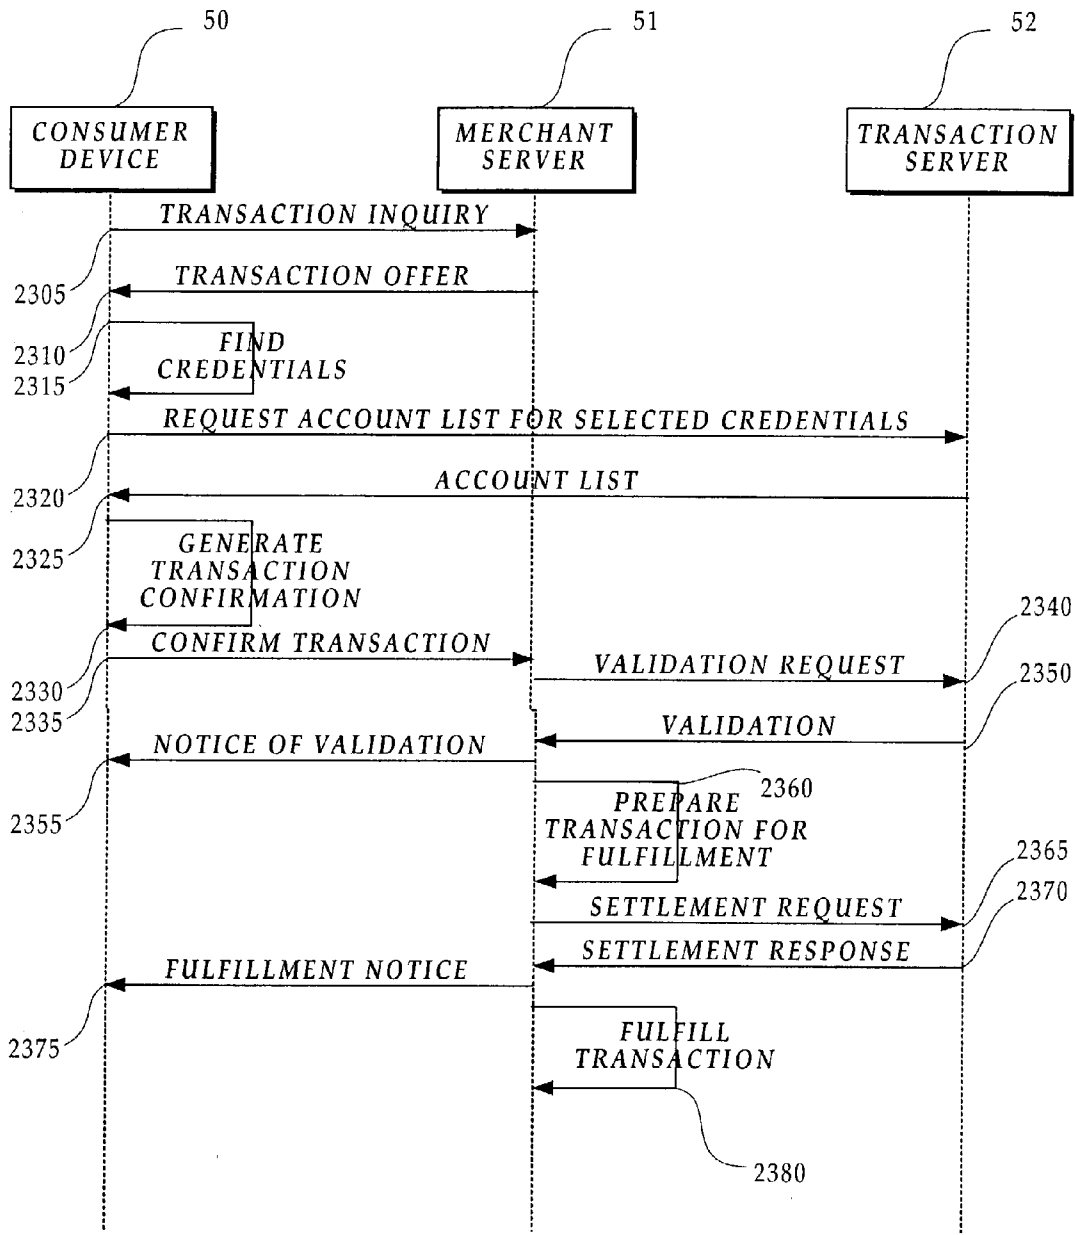 50
51
52
CONSUMER
DEVICE
MERCHANT
SERVER
TRANSACTION
SERVER
TRANSACTION INQUIRY
2305
TRANSACTION OFFER
2310
FIND
CREDENTIALS
2315
REQUEST ACCOUNT LIST FOR SELECTED CREDENTIALS
2320
ACCOUNT LIST
2325
GENERATE
TRANSACTION
CONFIRMATION
2330
CONFIRM TRANSACTION
2335
VALIDATION REQUEST
2340
VALIDATION
2350
NOTICE OF VALIDATION
2355
2360
PREPARE
TRANSACTION FOR
FULFILLMENT
SETTLEMENT REQUEST
2365
SETTLEMENT RESPONSE
2370
FULFILLMENT NOTICE
2375
FULFILL
TRANSACTION
2380